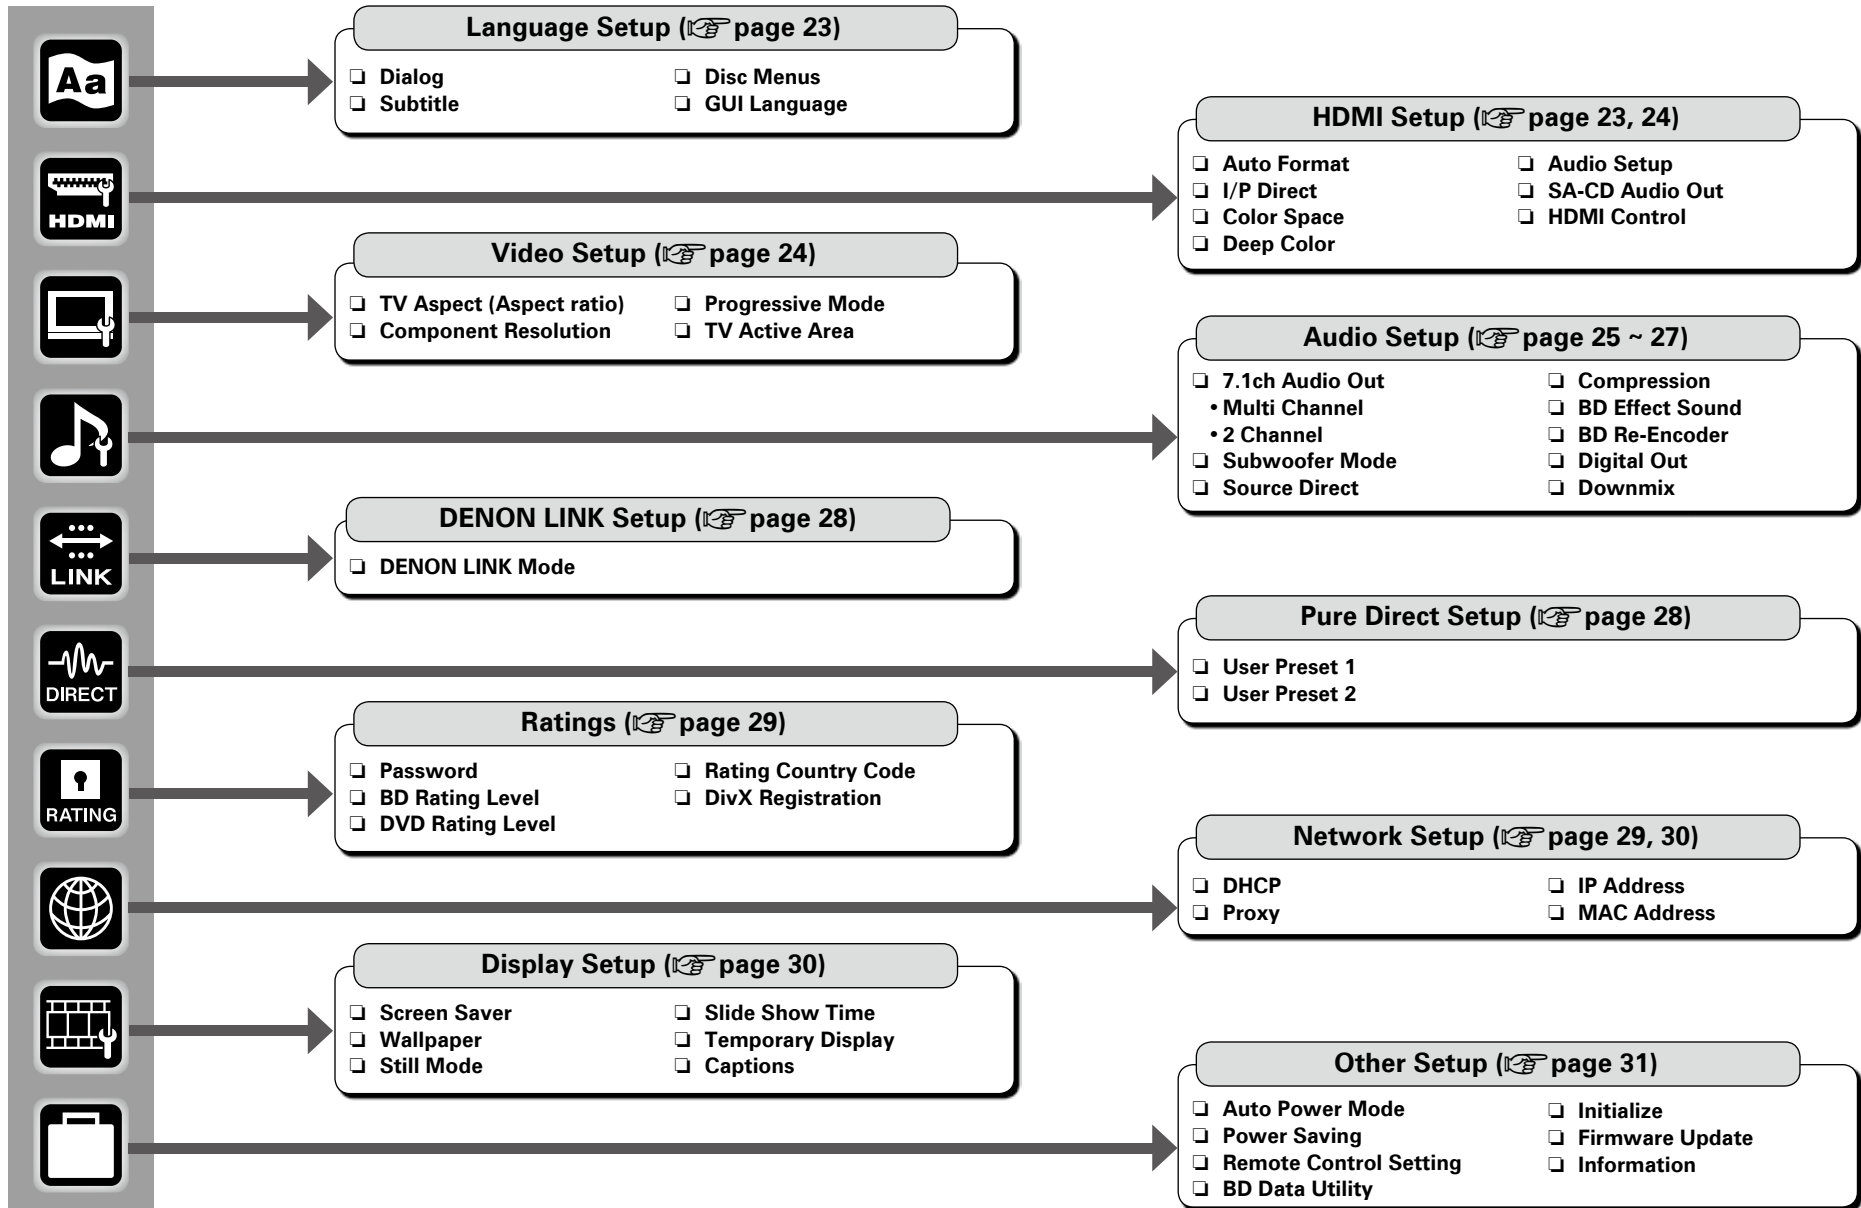 Aa
Language Setup (page 23)
❏ Dialog
❏ Subtitle
❏ Disc Menus
❏ GUI Language
HDMI
HDMI Setup (page 23, 24)
❏ Auto Format
❏ I/P Direct
❏ Color Space
❏ Deep Color
❏ Audio Setup
❏ SA-CD Audio Out
❏ HDMI Control
Video Setup (page 24)
❏ TV Aspect (Aspect ratio)
❏ Component Resolution
❏ Progressive Mode
❏ TV Active Area
Audio Setup (page 25 ~ 27)
❏ 7.1ch Audio Out
• Multi Channel
• 2 Channel
❏ Subwoofer Mode
❏ Source Direct
❏ Compression
❏ BD Effect Sound
❏ BD Re-Encoder
❏ Digital Out
❏ Downmix
LINK
DENON LINK Setup (page 28)
❏ DENON LINK Mode
DIRECT
Pure Direct Setup (page 28)
❏ User Preset 1
❏ User Preset 2
RATING
Ratings (page 29)
❏ Password
❏ BD Rating Level
❏ DVD Rating Level
❏ Rating Country Code
❏ DivX Registration
Network Setup (page 29, 30)
❏ DHCP
❏ Proxy
❏ IP Address
❏ MAC Address
Display Setup (page 30)
❏ Screen Saver
❏ Wallpaper
❏ Still Mode
❏ Slide Show Time
❏ Temporary Display
❏ Captions
Other Setup (page 31)
❏ Auto Power Mode
❏ Power Saving
❏ Remote Control Setting
❏ BD Data Utility
❏ Initialize
❏ Firmware Update
❏ Information